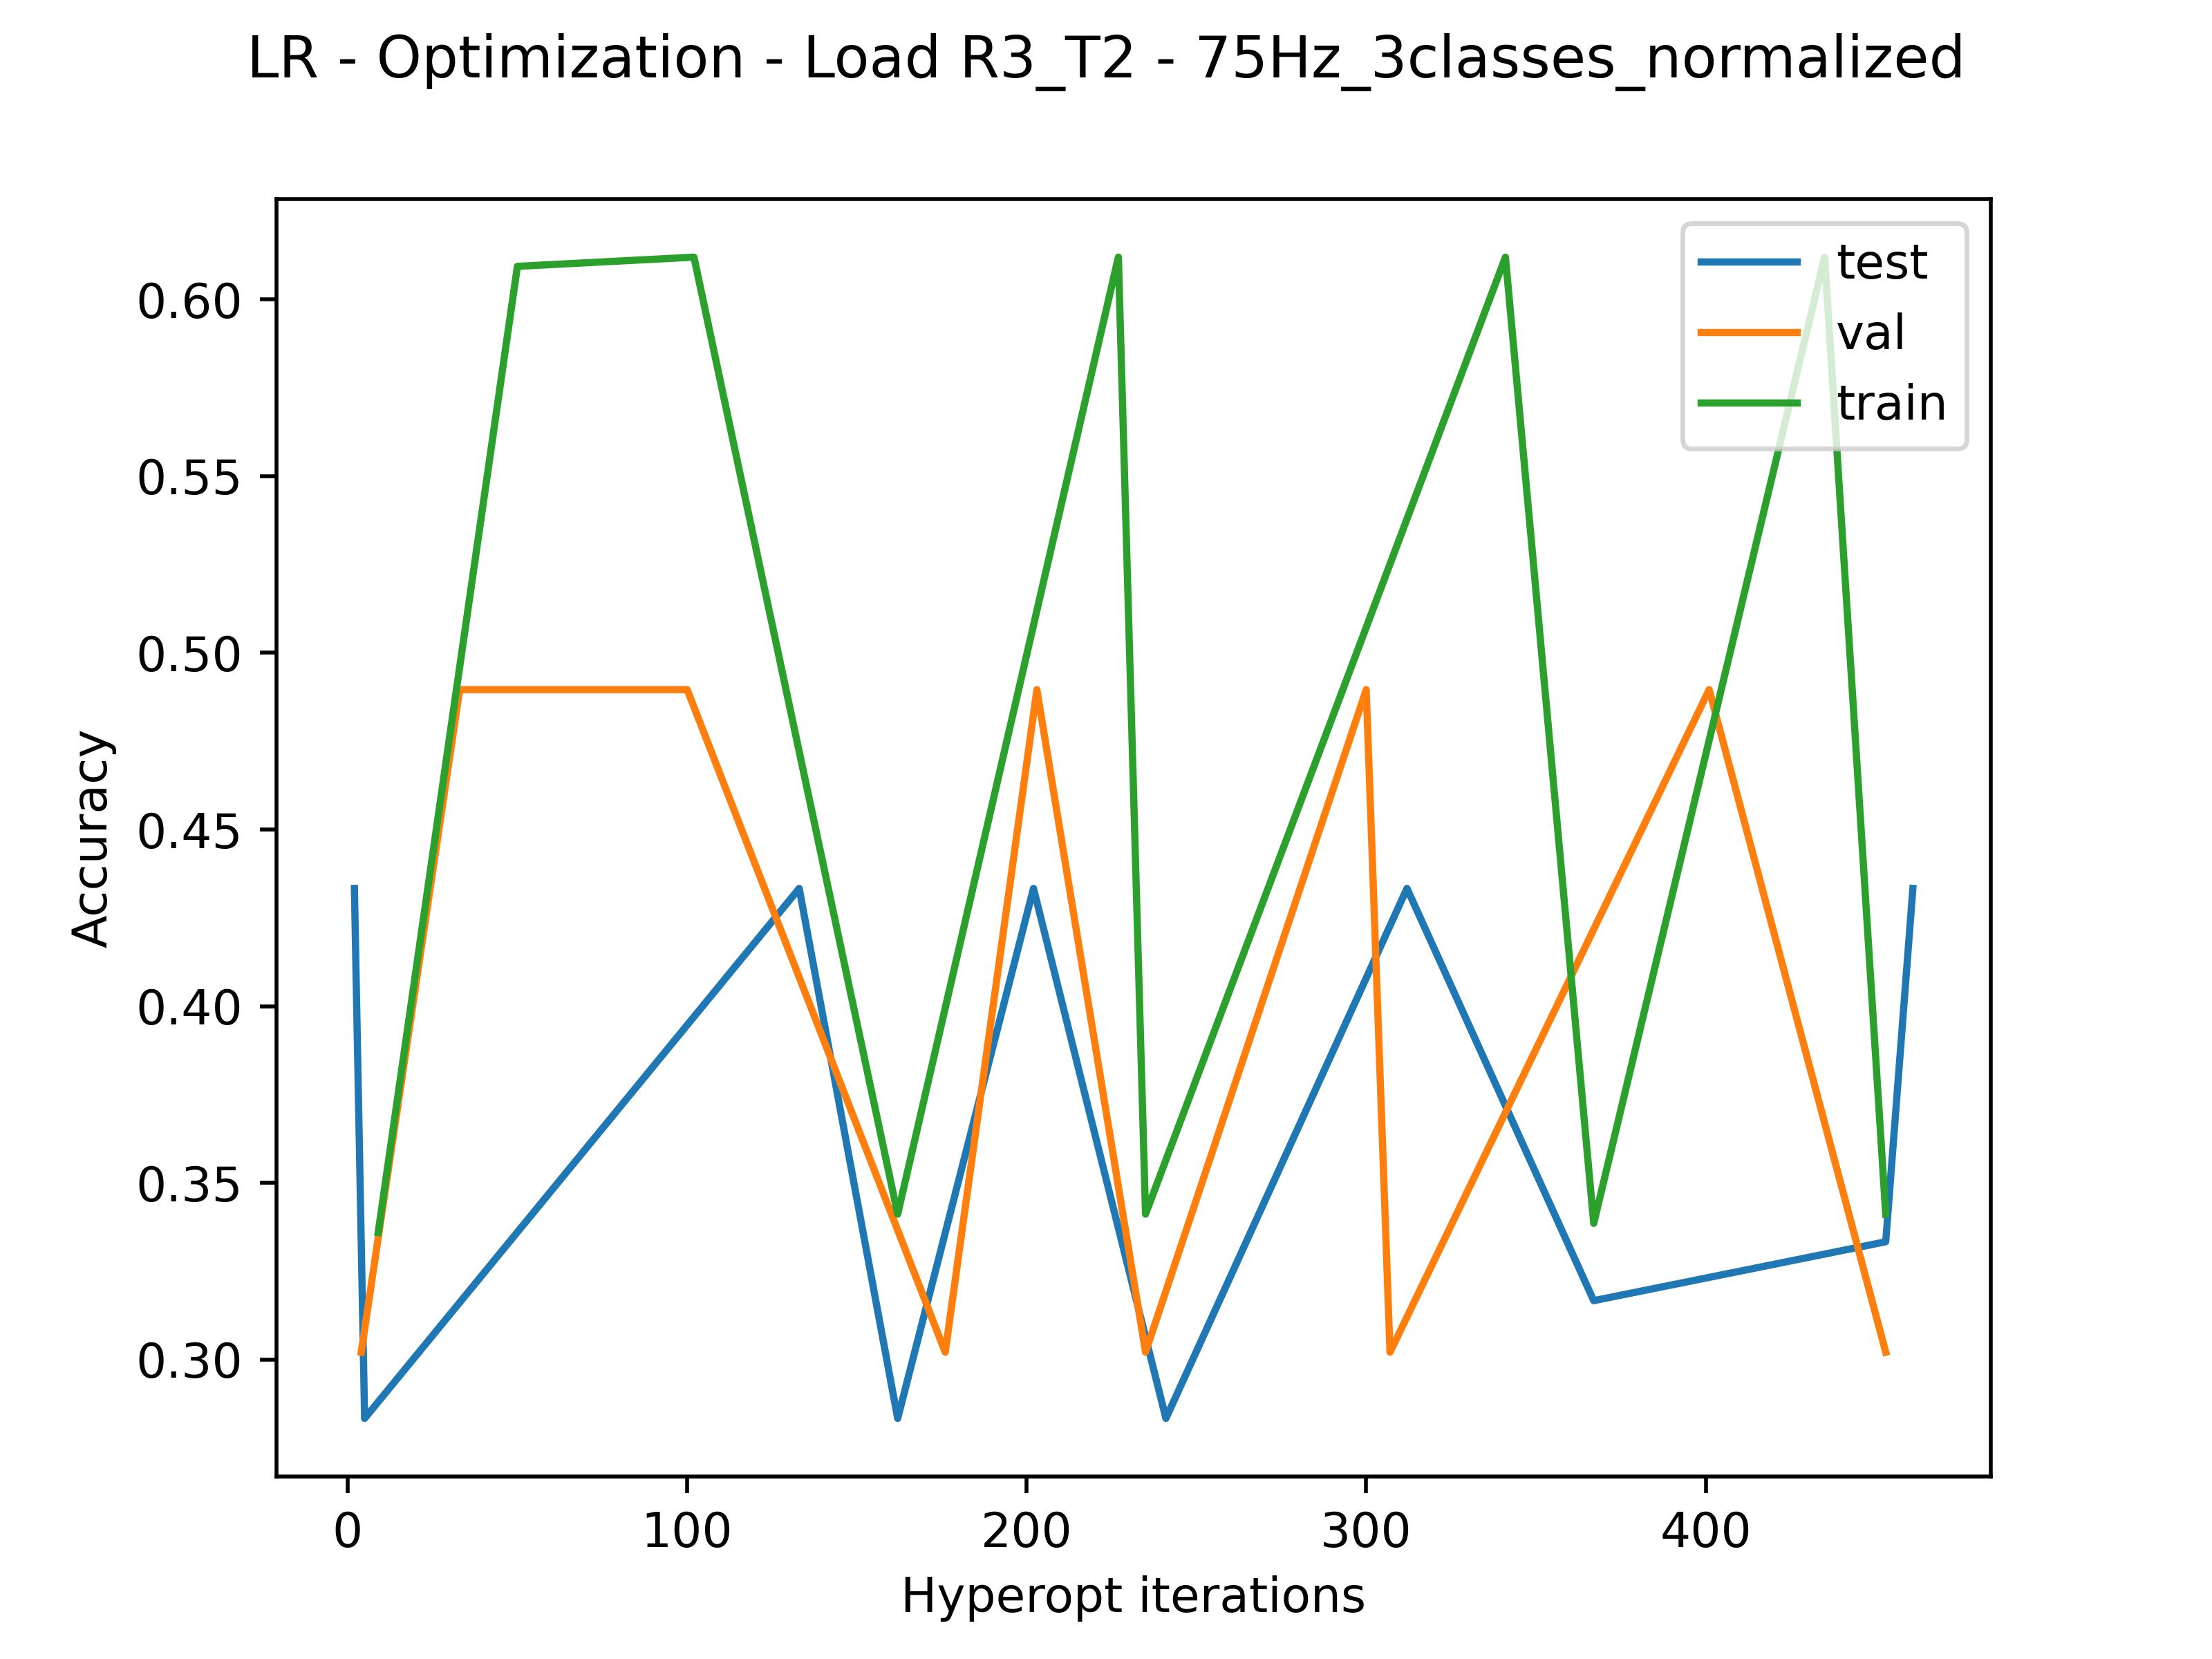 LR - Optimization - Load R3_T2 - 75Hz_3classes_normalized
test
val
train
0.60
0.55
0.50
0.45
0.40
0.35
0.30
Accuracy
0 100 200 300 400
Hyperopt iterations